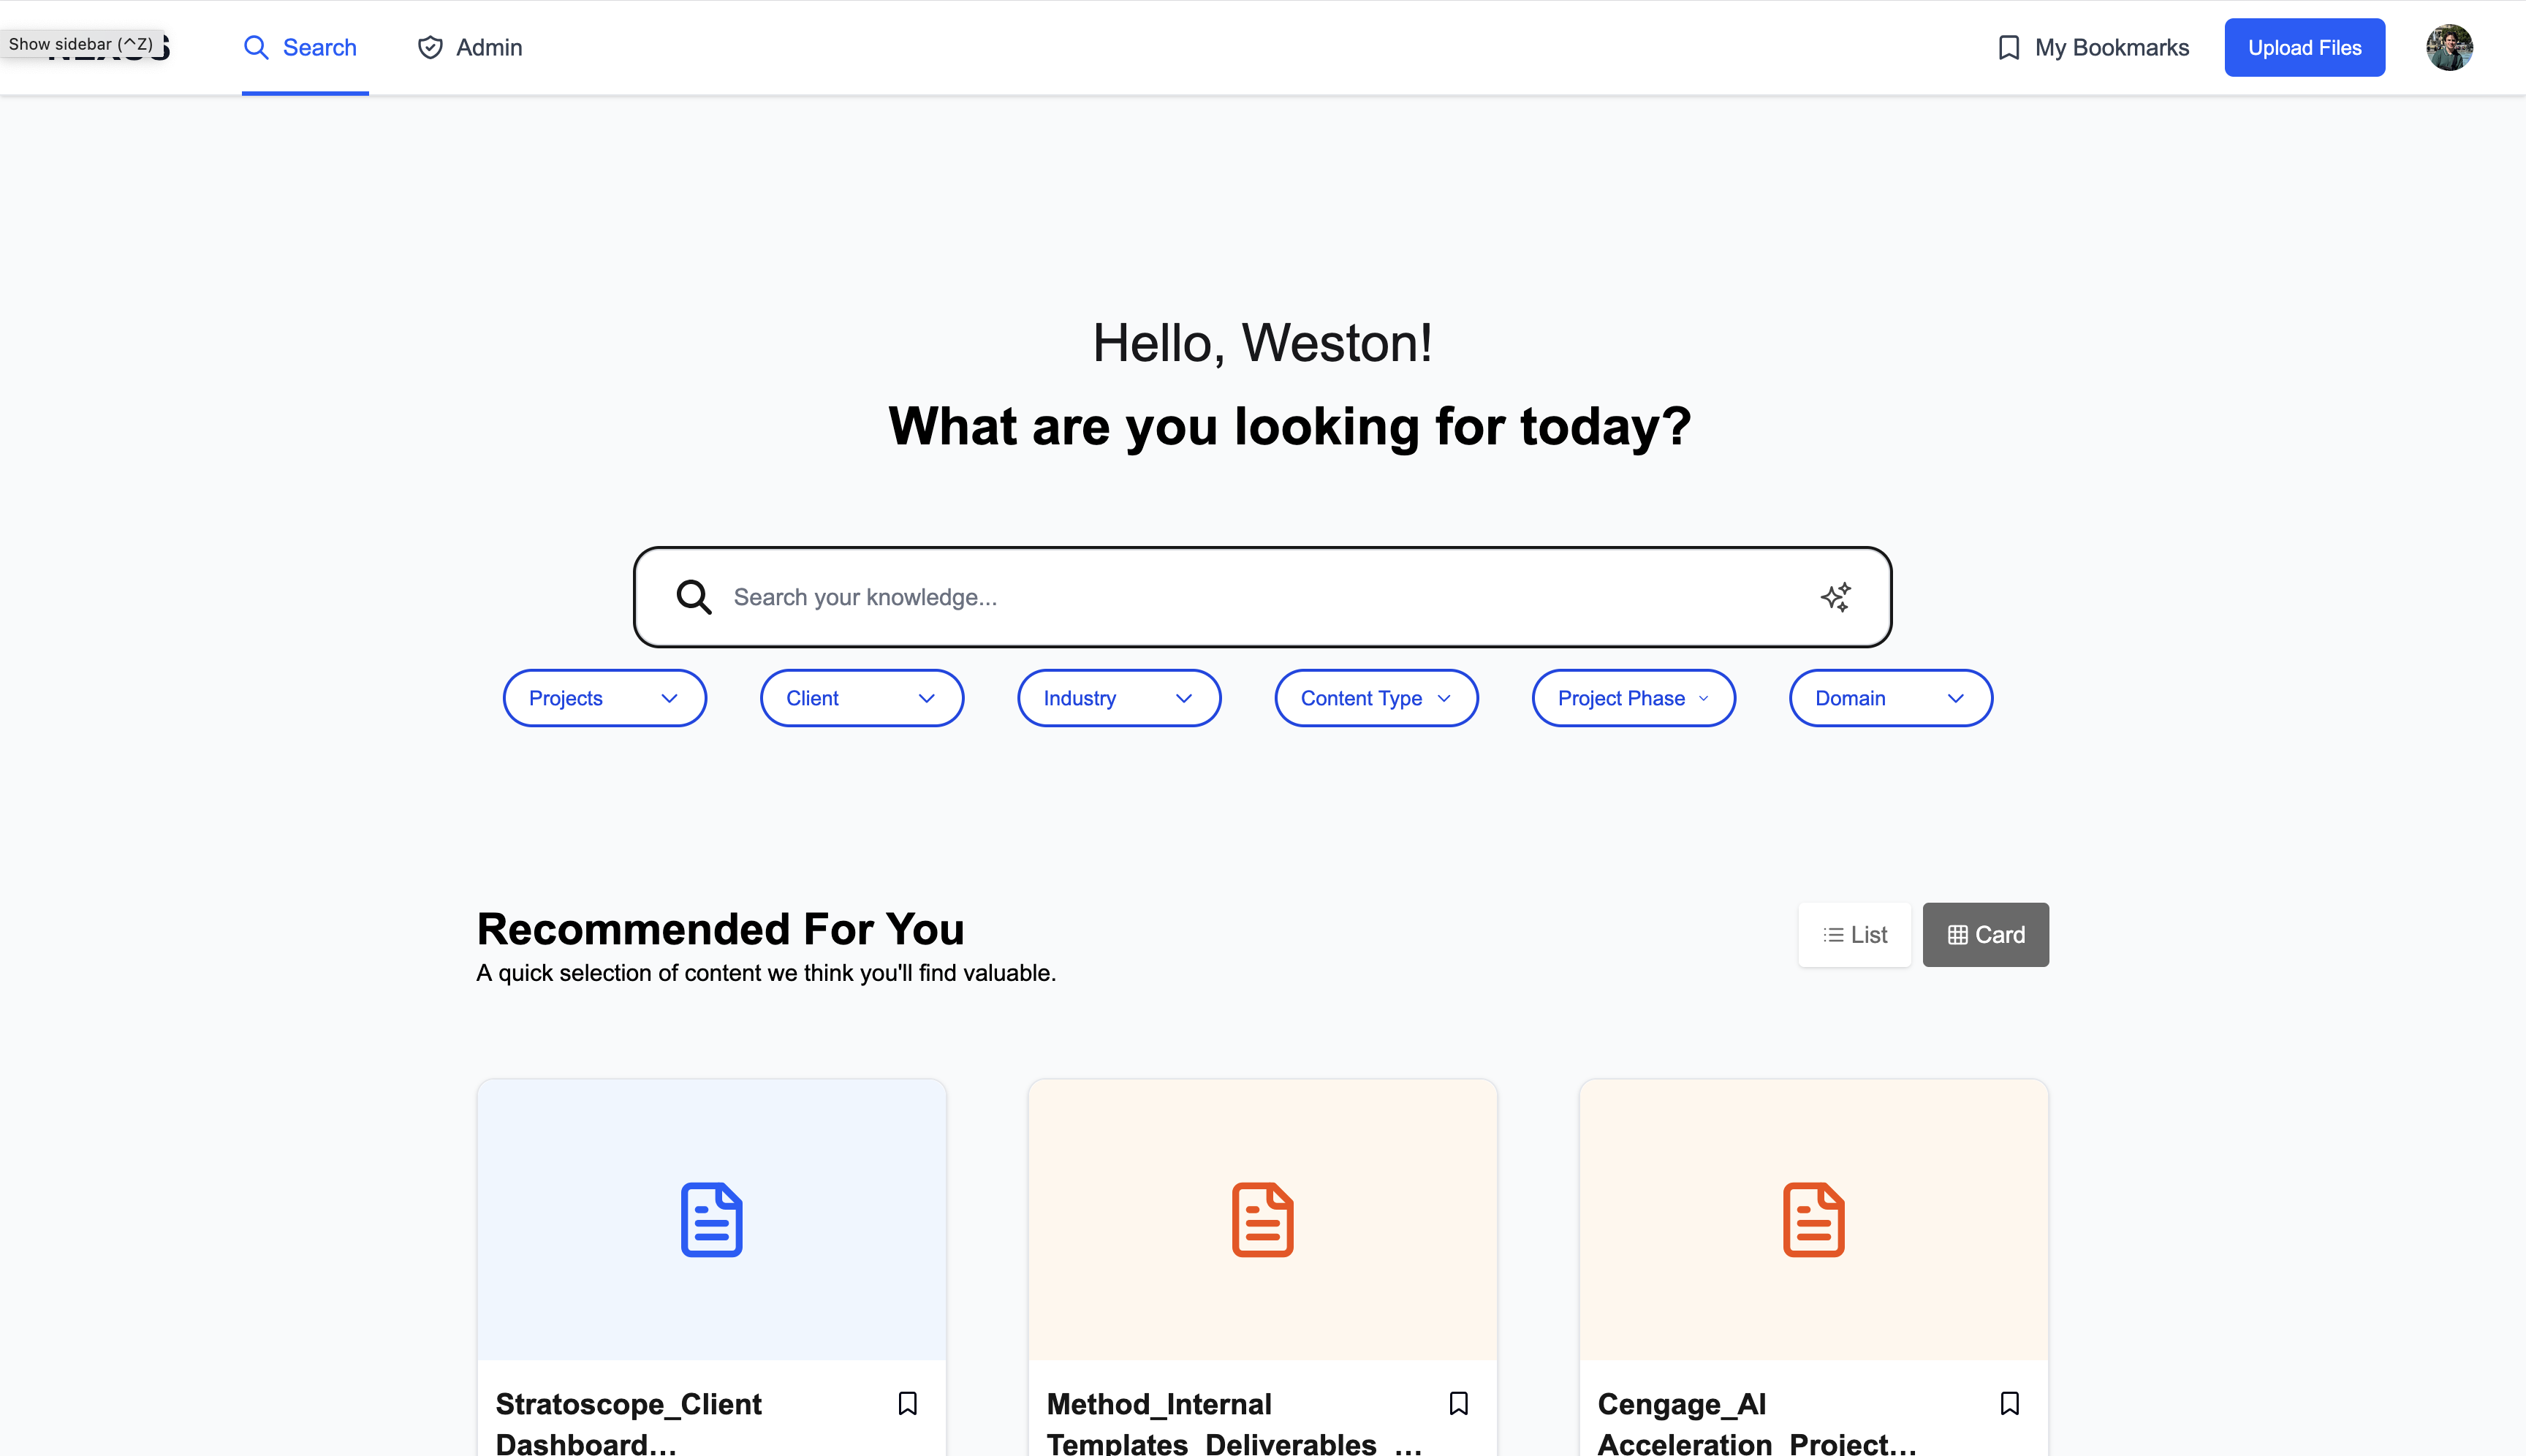 Show sidebar (^Z)
NEXUS
Search
Admin
My Bookmarks
Upload Files
Hello, Weston!
What are you looking for today?
Search your knowledge...
Projects
Client
Industry
Content Type
Project Phase
Domain
Recommended For You
A quick selection of content we think you'll find valuable.
List
Card
Stratoscope_Client
Dashboard...
Method_Internal
Templates_Deliverables_...
Cengage_AI
Acceleration_Project...